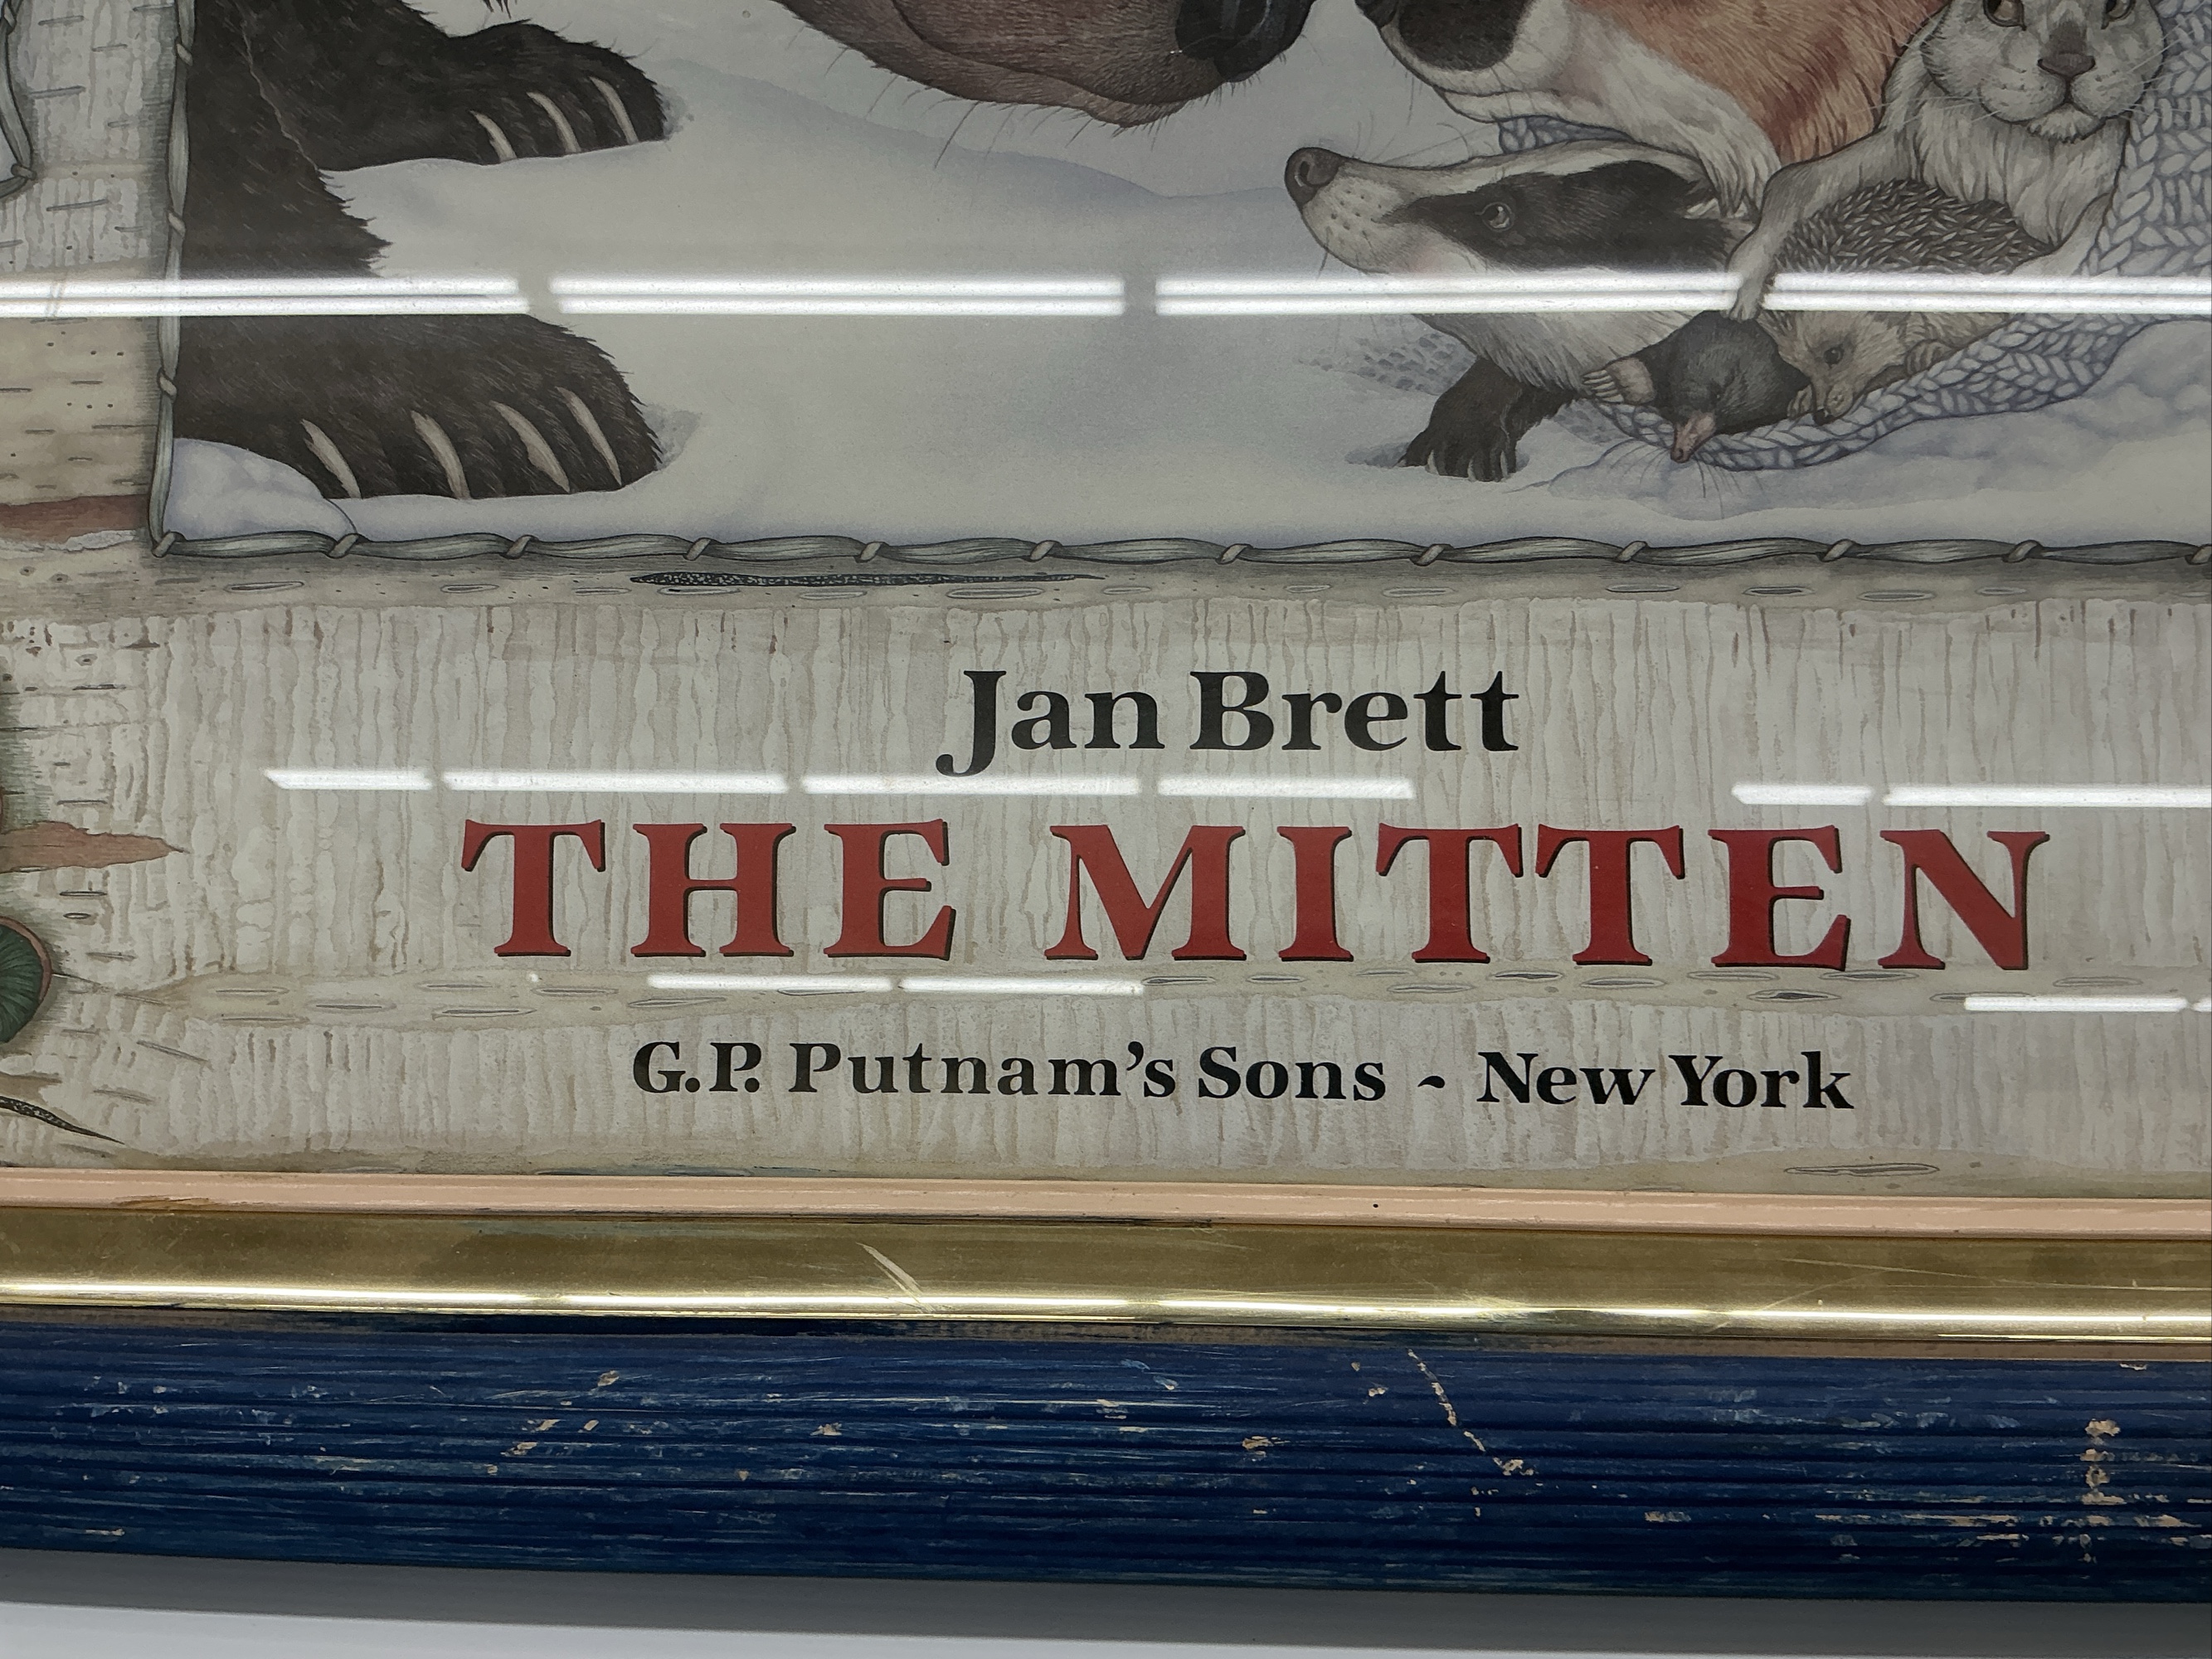 Jan Brett
THE MITTEN
G.P. Putnam's Sons - New York